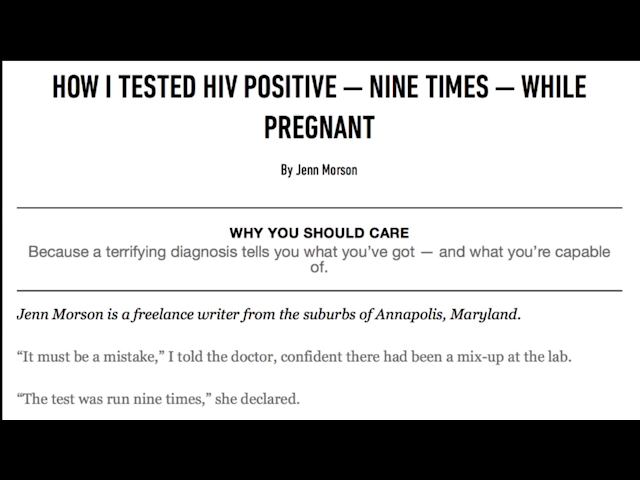 HOW I TESTED HIV POSITIVE — NINE TIMES — WHILE
PREGNANT
By Jenn Morson
WHY YOU SHOULD CARE
Because a terrifying diagnosis tells you what you've got — and what you're capable
of.
Jenn Morson is a freelance writer from the suburbs of Annapolis, Maryland.
“It must be a mistake,” I told the doctor, confident there had been a mix-up at the lab.
“The test was run nine times,” she declared.